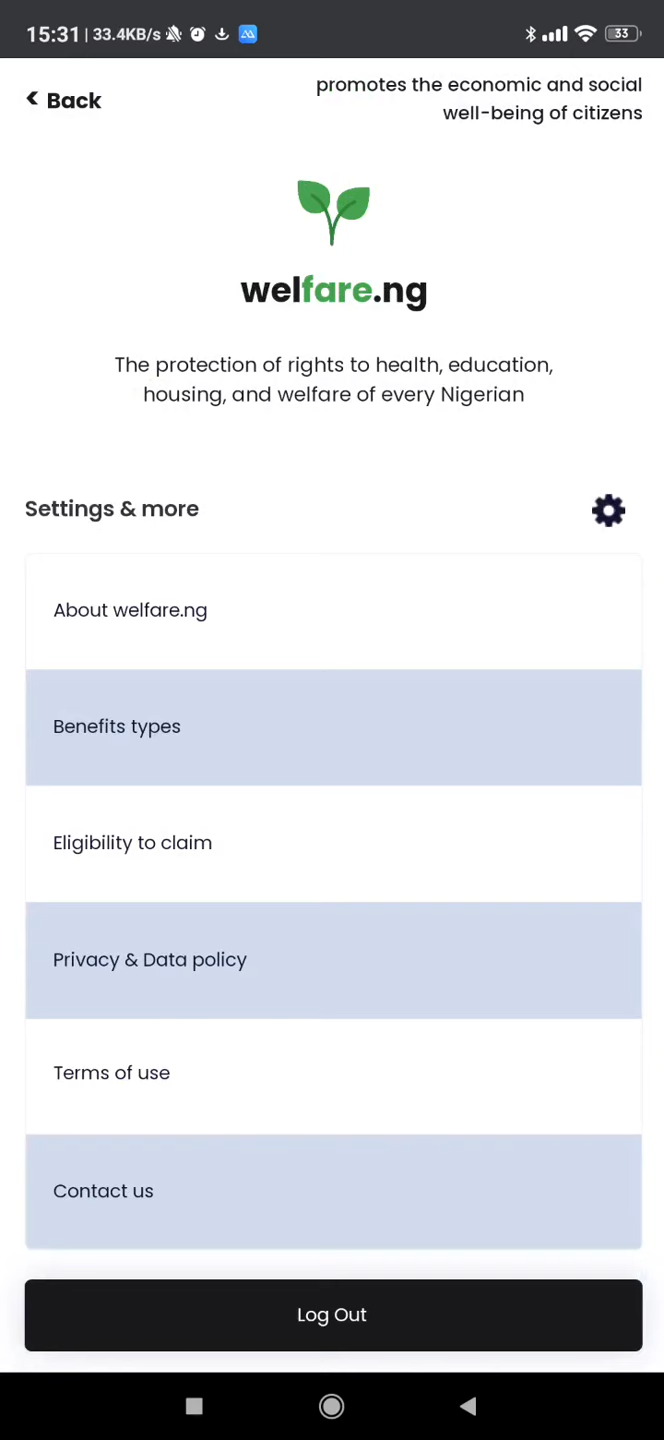 15:31 | 33.4KB/s
33
Back
promotes the economic and social
well-being of citizens
welfare.ng
The protection of rights to health, education,
housing, and welfare of every Nigerian
Settings & more
About welfare.ng
Benefits types
Eligibility to claim
Privacy & Data policy
Terms of use
Contact us
Log Out